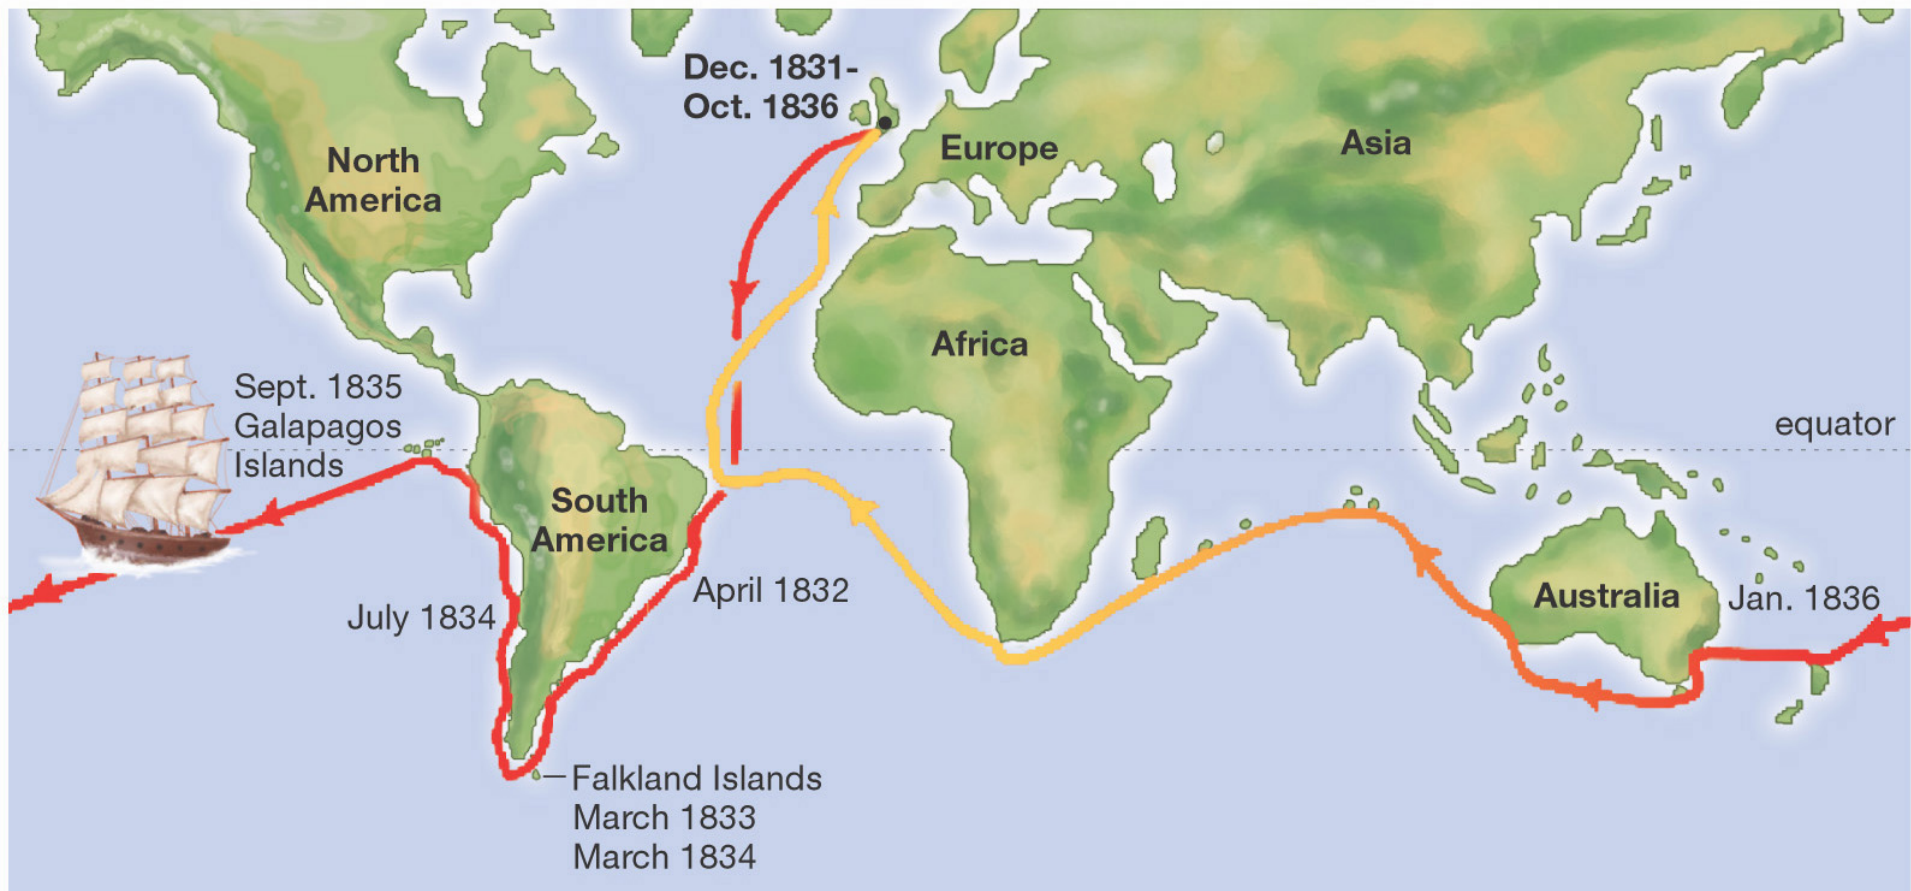 Dec. 1831-
Oct. 1836
North
America
Europe
Asia
Africa
Sept. 1835
Galapagos
Islands
equator
South
America
April 1832
July 1834
Australia
Jan. 1836
Falkland Islands
March 1833
March 1834